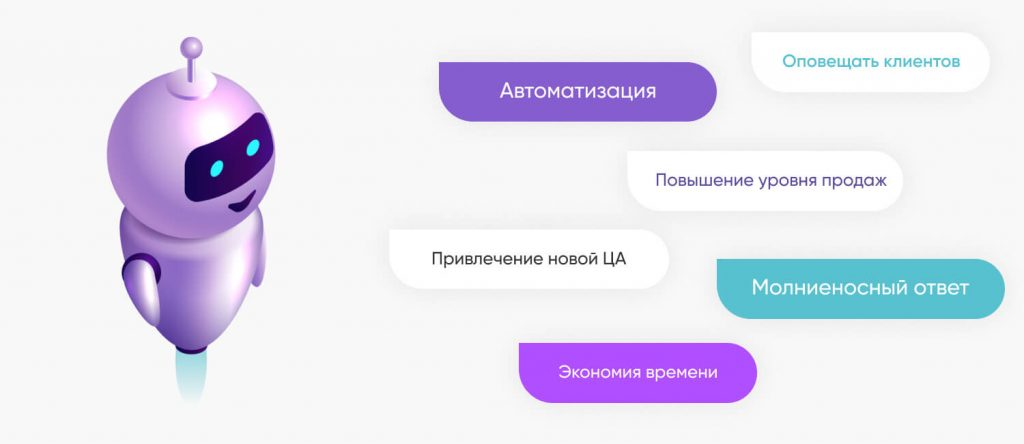 Оповещать клиентов
Автоматизация
Повышение уровня продаж
Привлечение новой ЦА
Молниеносный ответ
Экономия времени